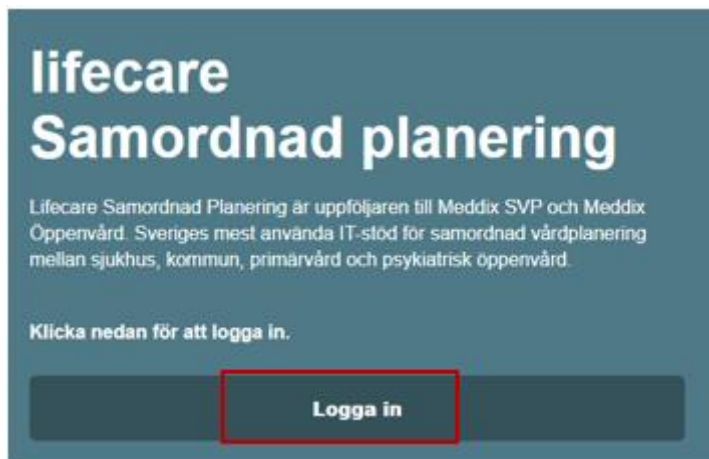 lifecare
Samordnad planering
Lifecare Samordnad Planering är uppföljaren till Meddix SVP och Meddix
Öppenvård. Sveriges mest använda IT-stöd för samordnad vårdplanering
mellan sjukhus, kommun, primärvård och psykiatrisk öppenvård.
Klicka nedan för att logga in.
Logga in